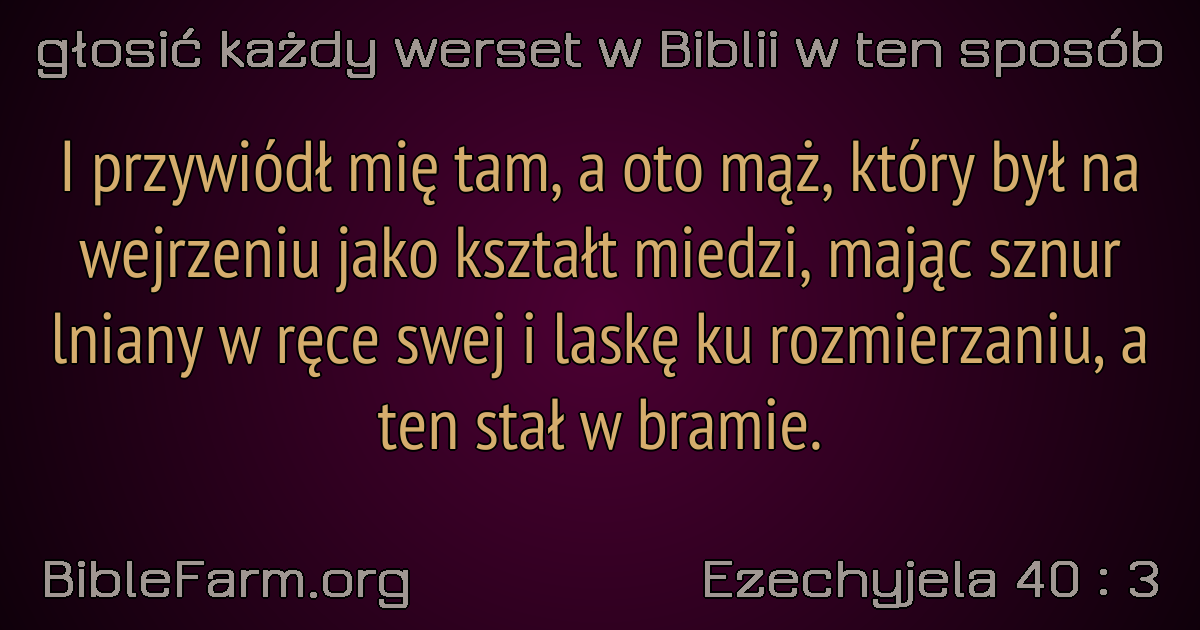 głosić każdy werset w Biblii w ten sposób
I przywiódł mię tam, a oto mąż, który był na
wejrzeniu jako kształt miedzi, mając sznur
lniany w ręce swej i laskę ku rozmierzaniu, a
ten stał w bramie.
BibleFarm.org
Ezechyjela 40 : 3